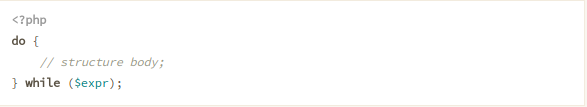 <?php
do {
    // structure body;
} while ($expr);